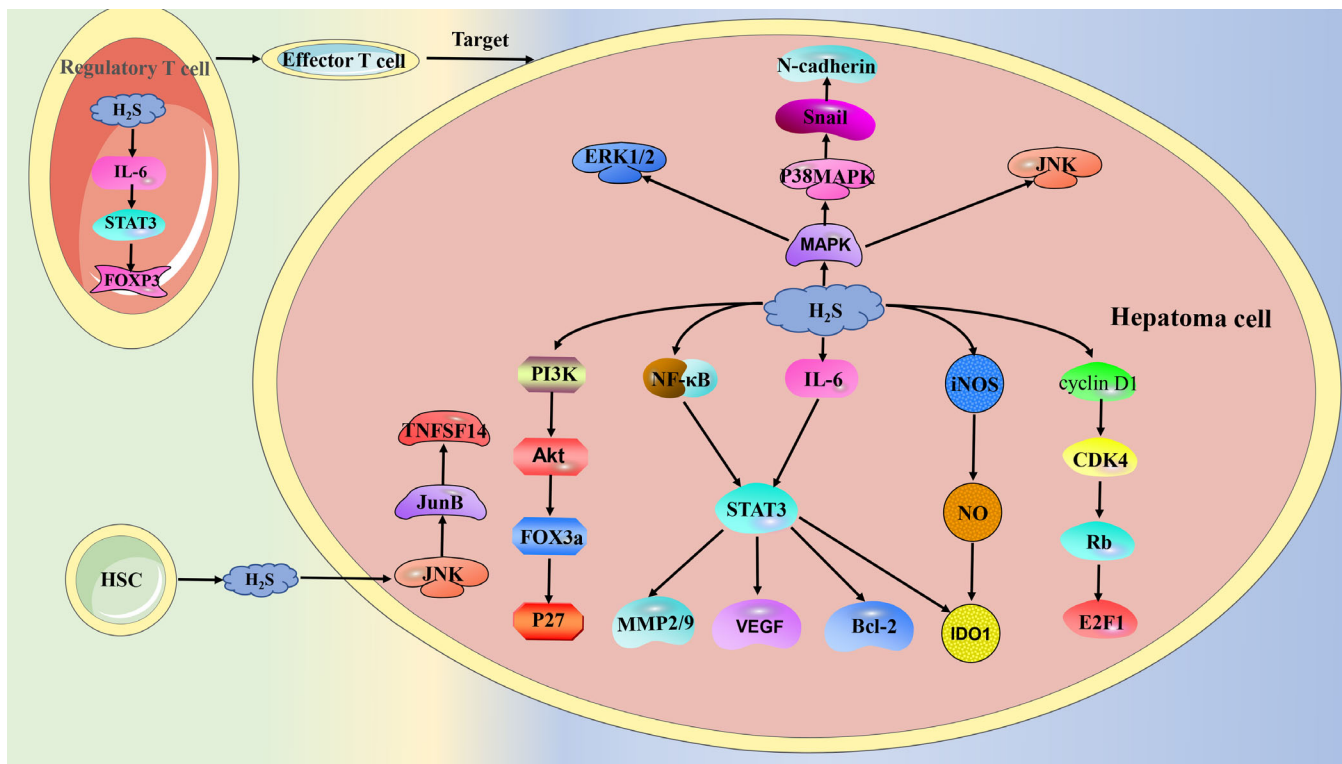 Target
Effector T cell
Regulatory T cell
H₂S
IL-6
STAT3
FOXP3
N-cadherin
Snail
ERK1/2
P38MAPK
JNK
MAPK
H₂S
Hepatoma cell
PI3K
NF-κB
IL-6
iNOS
cyclin D1
TNFSF14
Akt
CDK4
JunB
STAT3
NO
FOX3a
Rb
HSC
H₂S
JNK
P27
MMP2/9
VEGF
Bcl-2
IDO1
E2F1